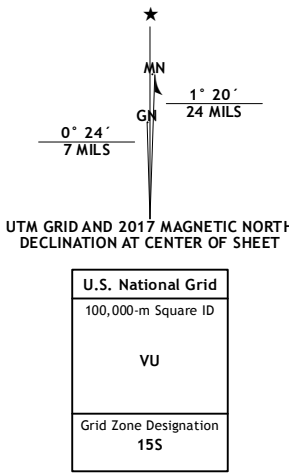 ★
MN
1° 20´
24 MILS
GN
0° 24´
7 MILS
UTM GRID AND 2017 MAGNETIC NORTH
DECLINATION AT CENTER OF SHEET
U.S. National Grid
100,000-m Square ID
VU
Grid Zone Designation
15S